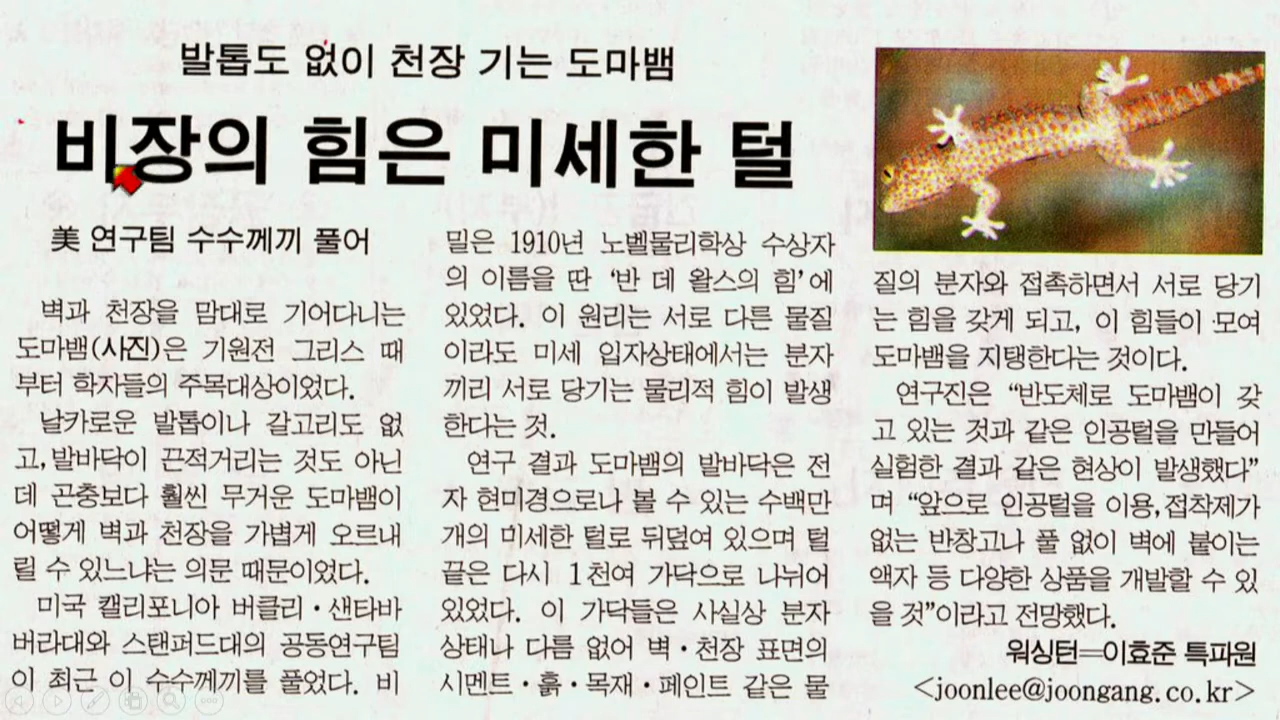 발톱도 없이 천장 기는 도마뱀
비장의 힘은 미세한 털
美 연구팀 수수께끼 풀어
벽과 천장을 맘대로 기어다니는
도마뱀(사진)은 기원전 그리스 때
부터 학자들의 주목대상이었다.
날카로운 발톱이나 갈고리도 없
고, 발바닥이 끈적거리는 것도 아닌
데 곤충보다 훨씬 무거운 도마뱀이
어떻게 벽과 천장을 가볍게 오르내
릴 수 있느냐는 의문 때문이었다.
미국 캘리포니아 버클리·샌타바
버라대와 스탠퍼드대의 공동연구팀
이 최근 이 수수께끼를 풀었다. 비
밀은 1910년 노벨물리학상 수상자
의 이름을 딴 ‘반 데 왈스의 힘’에
있었다. 이 원리는 서로 다른 물질
이라도 미세 입자상태에서는 분자
끼리 서로 당기는 물리적 힘이 발생
한다는 것.
연구 결과 도마뱀의 발바닥은 전
자 현미경으로나 볼 수 있는 수백만
개의 미세한 털로 뒤덮여 있으며 털
끝은 다시 1천여 가닥으로 나뉘어
있었다. 이 가닥들은 사실상 분자
상태나 다름 없어 벽·천장 표면의
시멘트·흙·목재·페인트 같은 물
질의 분자와 접촉하면서 서로 당기
는 힘을 갖게 되고, 이 힘들이 모여
도마뱀을 지탱한다는 것이다.
연구진은 “반도체로 도마뱀이 갖
고 있는 것과 같은 인공털을 만들어
실험한 결과 같은 현상이 발생했다”
며 “앞으로 인공털을 이용, 접착제가
없는 반창고나 풀 없이 벽에 붙이는
액자 등 다양한 상품을 개발할 수 있
을 것”이라고 전망했다.
워싱턴=이효준 특파원
<joonlee@joongang.co.kr>